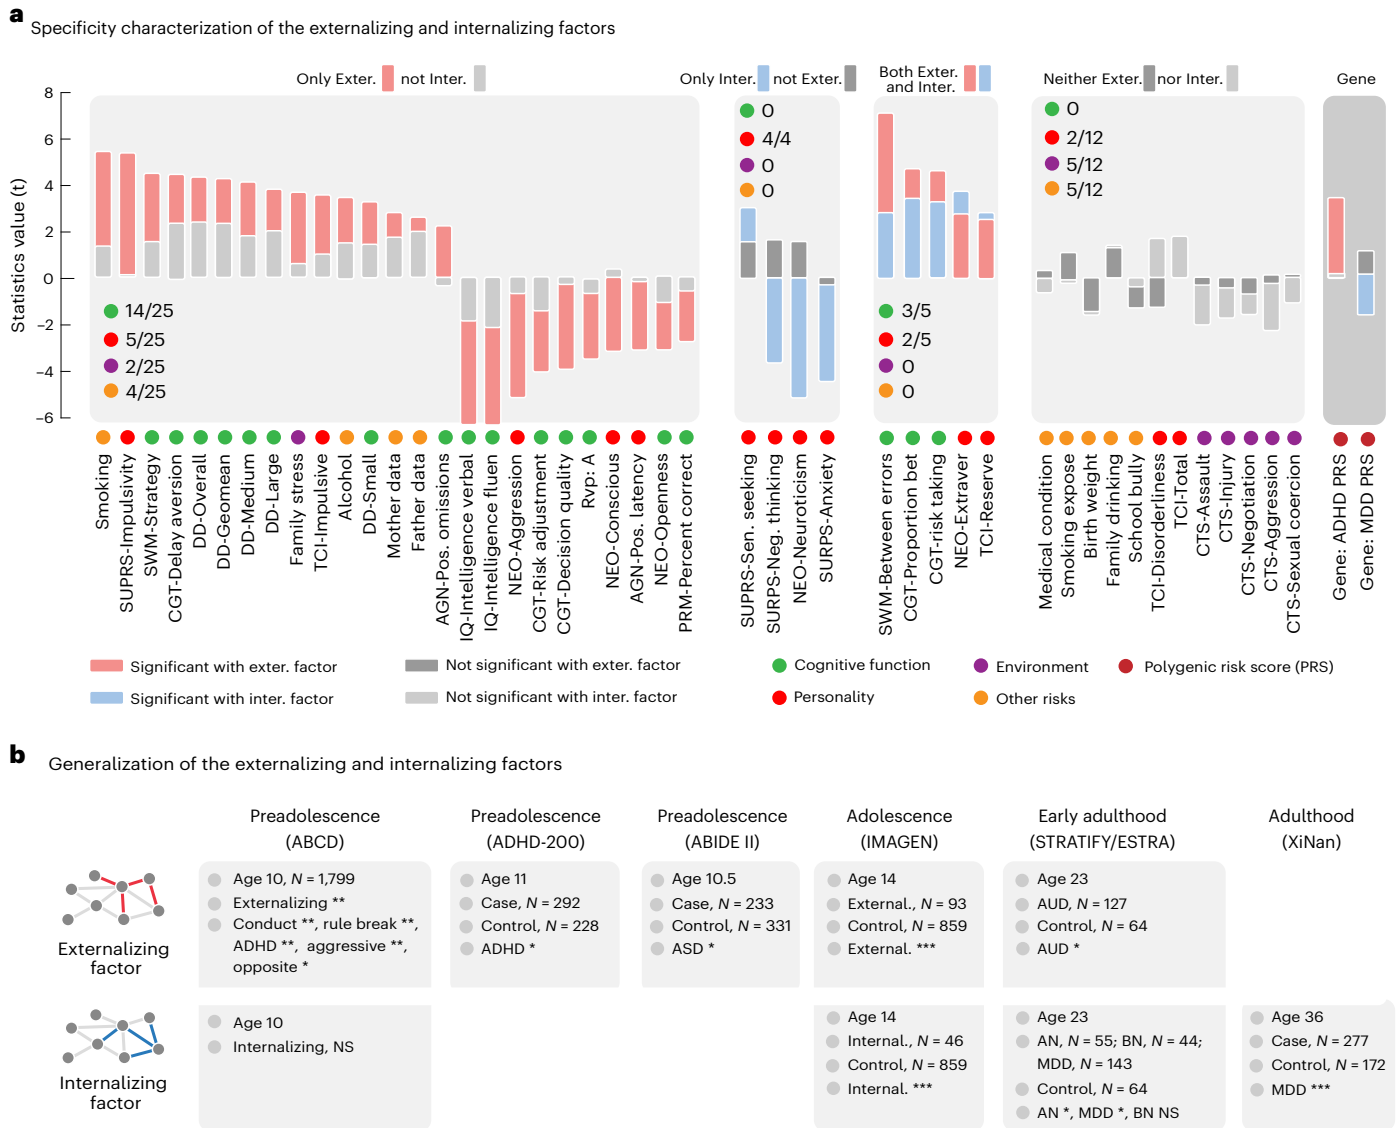 a
Specificity characterization of the externalizing and internalizing factors
Only Exter. not Inter.
Only Inter. not Exter.
Both Exter.
and Inter.
Neither Exter. nor Inter.
Gene
Statistics value (t)
8
6
4
2
0
−2
−4
−6
14/25
5/25
2/25
4/25
0
4/4
0
0
3/5
2/5
0
0
0
2/12
5/12
5/12
Smoking
SUPRS-Impulsivity
SWM-Strategy
CGT-Delay aversion
DD-Overall
DD-Geomean
DD-Medium
DD-Large
Family stress
TCI-Impulsive
Alcohol
DD-Small
Mother data
Father data
AGN-Pos. omissions
IQ-Intelligence verbal
IQ-Intelligence fluen
NEO-Aggression
CGT-Risk adjustment
CGT-Decision quality
Rvp: A
NEO-Conscious
AGN-Pos. latency
NEO-Openness
PRM-Percent correct
SUPRS-Sen. seeking
SURPS-Neg. thinking
NEO-Neuroticism
SURPS-Anxiety
SWM-Between errors
CGT-Proportion bet
CGT-risk taking
NEO-Extraver
TCI-Reserve
Medical condition
Smoking expose
Birth weight
Family drinking
School bully
TCI-Disorderliness
TCI-Total
CTS-Assault
CTS-Injury
CTS-Negotiation
CTS-Aggression
CTS-Sexual coercion
Gene: ADHD PRS
Gene: MDD PRS
Significant with exter. factor
Not significant with exter. factor
Cognitive function
Environment
Polygenic risk score (PRS)
Significant with inter. factor
Not significant with inter. factor
Personality
Other risks
b
Generalization of the externalizing and internalizing factors
Preadolescence
(ABCD)
Preadolescence
(ADHD-200)
Preadolescence
(ABIDE II)
Adolescence
(IMAGEN)
Early adulthood
(STRATIFY/ESTRA)
Adulthood
(XiNan)
Externalizing
factor
Age 10, N = 1,799
Externalizing **
Conduct **, rule break **,
ADHD **, aggressive **,
opposite *
Age 11
Case, N = 292
Control, N = 228
ADHD *
Age 10.5
Case, N = 233
Control, N = 331
ASD *
Age 14
External., N = 93
Control, N = 859
External. ***
Age 23
AUD, N = 127
Control, N = 64
AUD *
Internalizing
factor
Age 10
Internalizing, NS
Age 14
Internal., N = 46
Control, N = 859
Internal. ***
Age 23
AN, N = 55; BN, N = 44;
MDD, N = 143
Control, N = 64
AN *, MDD *, BN NS
Age 36
Case, N = 277
Control, N = 172
MDD ***